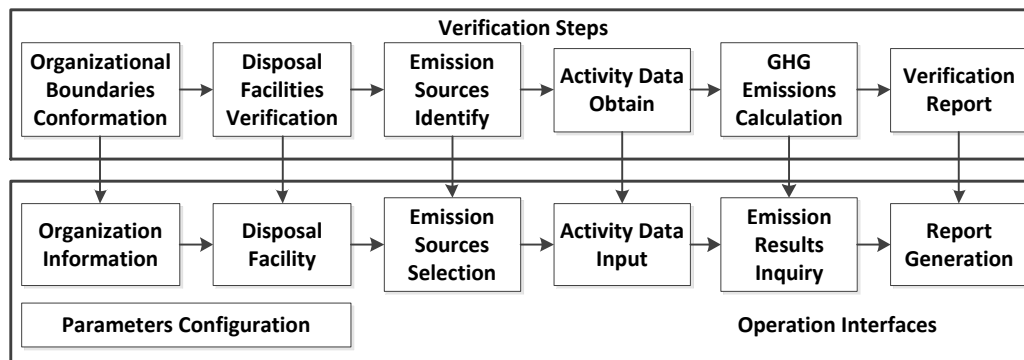 Verification Steps
Organizational
Boundaries
Conformation
Disposal
Facilities
Verification
Emission
Sources
Identify
Activity Data
Obtain
GHG
Emissions
Calculation
Verification
Report
Organization
Information
Disposal
Facility
Emission
Sources
Selection
Activity Data
Input
Emission
Results
Inquiry
Report
Generation
Parameters Configuration
Operation Interfaces